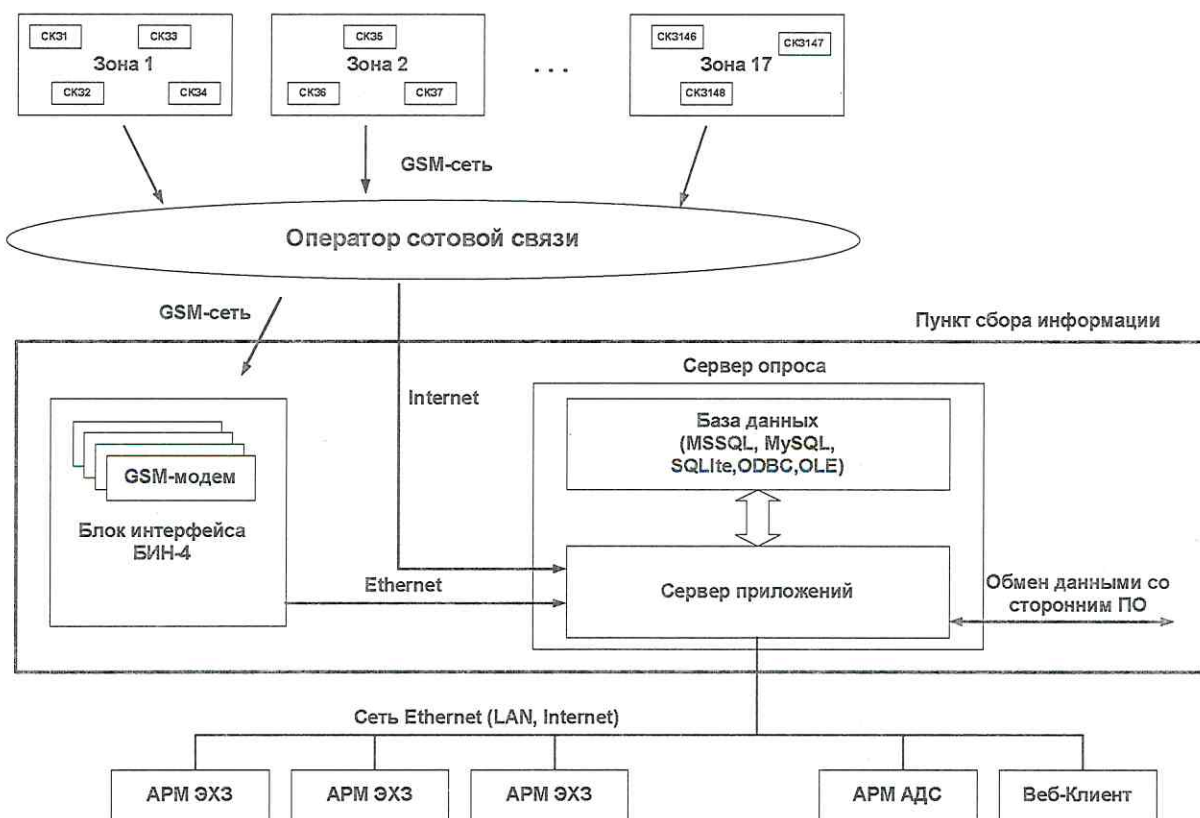 СКЗ1
СКЗ3
Зона 1
СКЗ2
СКЗ4
СКЗ5
Зона 2
СКЗ6
СКЗ7
. . .
СКЗ146
СКЗ147
Зона 17
СКЗ148
GSM-сеть
Оператор сотовой связи
GSM-сеть
Internet
Пункт сбора информации
Сервер опроса
База данных
(MSSQL, MySQL,
SQLite,ODBC,OLE)
GSM-модем
Блок интерфейса
БИН-4
Ethernet
Сервер приложений
Обмен данными со
сторонним ПО
Сеть Ethernet (LAN, Internet)
АРМ ЭХЗ
АРМ ЭХЗ
АРМ ЭХЗ
АРМ АДС
Веб-Клиент